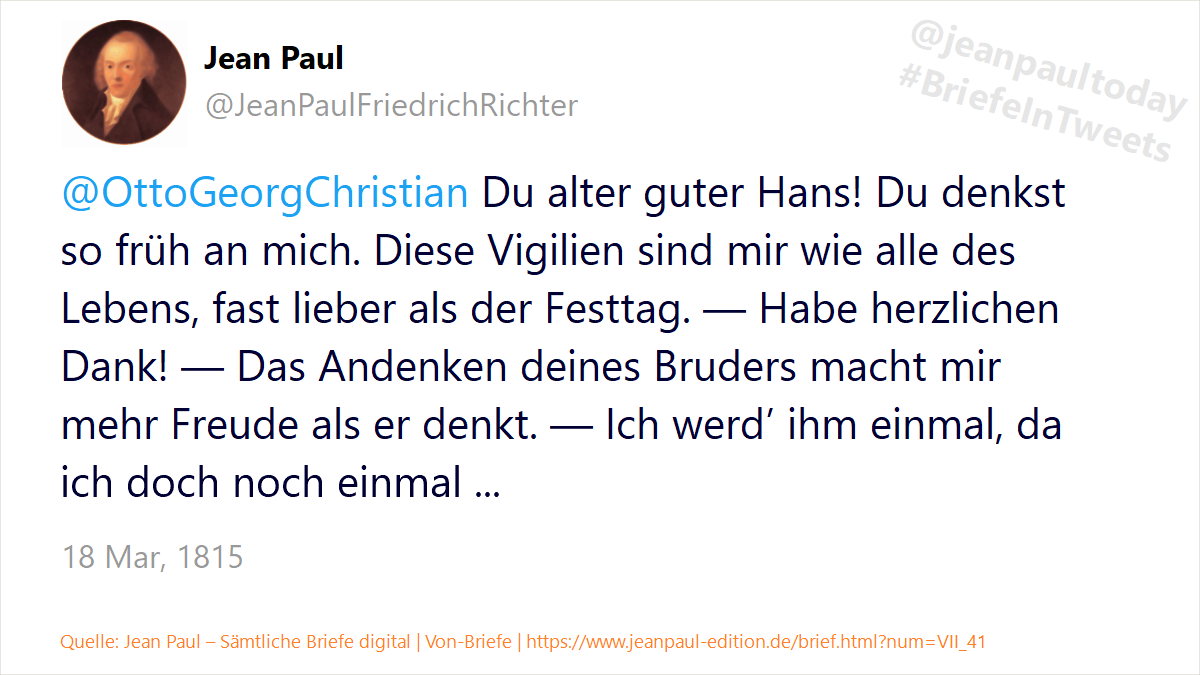 Jean Paul
@JeanPaulFriedrichRichter
@jeanpaultoday
#BriefeInTweets
@OttoGeorgChristian Du alter guter Hans! Du denkst
so früh an mich. Diese Vigilien sind mir wie alle des
Lebens, fast lieber als der Festtag. — Habe herzlichen
Dank! — Das Andenken deines Bruders macht mir
mehr Freude als er denkt. — Ich werd’ ihm einmal, da
ich doch noch einmal ...
18 Mar, 1815
Quelle: Jean Paul – Sämtliche Briefe digital | Von-Briefe | https://www.jeanpaul-edition.de/brief.html?num=VII_41